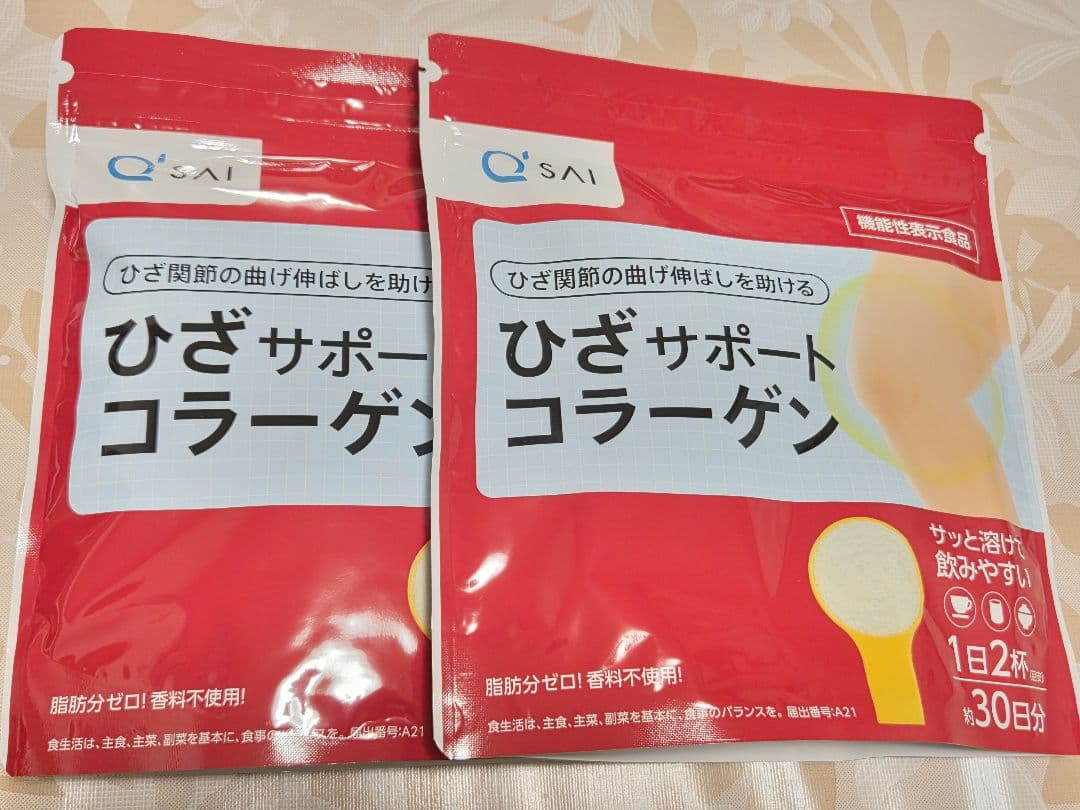 Q'SAI
ひざ関節の曲げ伸ばしを助け
ひざサポー
コラーゲン
脂肪分ゼロ!香料不使用!
食生活は、主食、主菜、副菜を基本に、食事のバランスを。届出番号:A21
Q'SAI
機能性表示食品
ひざ関節の曲げ伸ばしを助ける
ひざサポート
コラーゲン
サッと溶けて
飲みやすい
1日2杯
約30日分
脂肪分ゼロ!香料不使用!
食生活は、主食、主菜、副菜を基本に、食事のバランスを。届出番号:A21